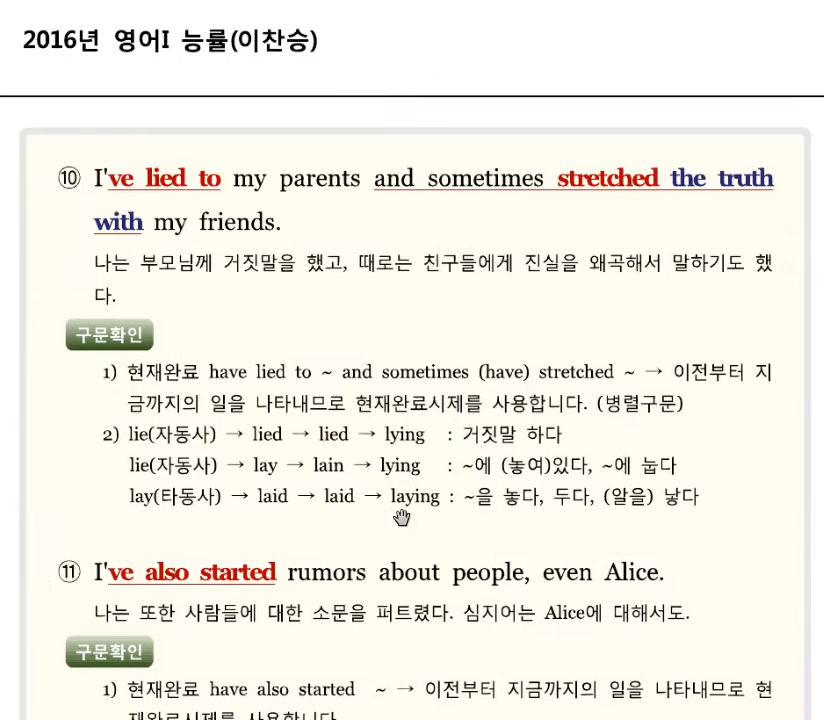 2016년 영어I 능률(이찬승)
⑩ I've lied to my parents and sometimes stretched the truth
with my friends.
나는 부모님께 거짓말을 했고, 때로는 친구들에게 진실을 왜곡해서 말하기도 했
다.
구문확인
1) 현재완료 have lied to ~ and sometimes (have) stretched ~ → 이전부터 지
금까지의 일을 나타내므로 현재완료시제를 사용합니다. (병렬구문)
2) lie(자동사) → lied → lied → lying : 거짓말 하다
lie(자동사) → lay → lain → lying : ~에 (놓여)있다, ~에 눕다
lay(타동사) → laid → laid → laying : ~을 놓다, 두다, (알을) 낳다
⑪ I've also started rumors about people, even Alice.
나는 또한 사람들에 대한 소문을 퍼트렸다. 심지어는 Alice에 대해서도.
구문확인
1) 현재완료 have also started ~ → 이전부터 지금까지의 일을 나타내므로 현
재완료시제를 사용합니다